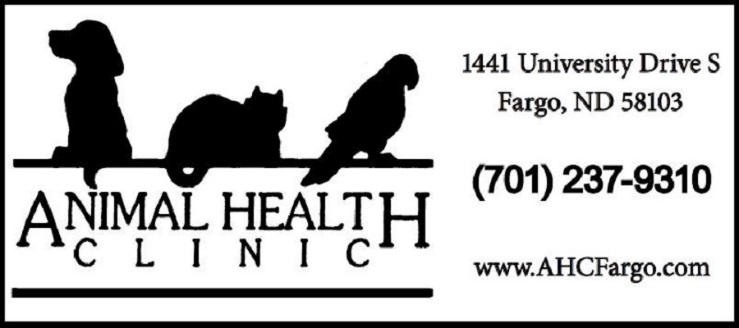 ANIMAL HEALTH
CLINIC
1441 University Drive S
Fargo, ND 58103
(701) 237-9310
www.AHCFargo.com